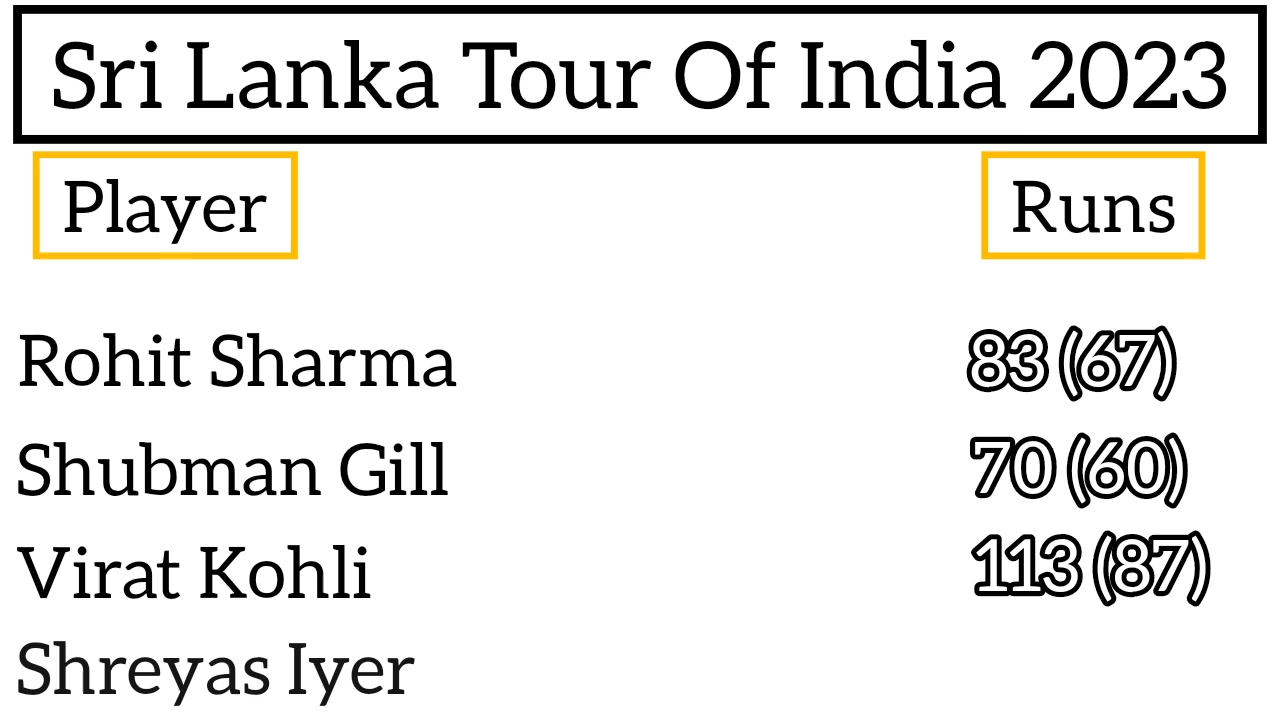 Sri Lanka Tour Of India 2023
Player Runs
Rohit Sharma 83 (67)
Shubman Gill 70 (60)
Virat Kohli 113 (87)
Shreyas Iyer